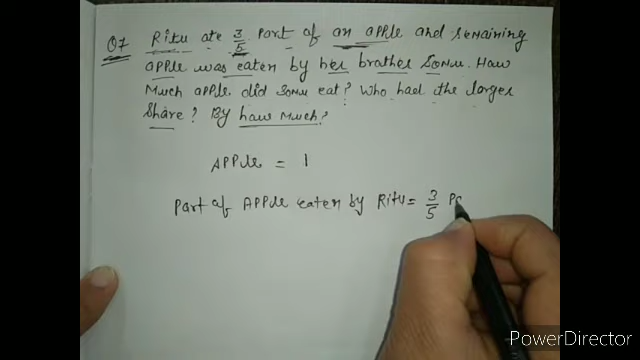 Q7 Ritu ate 3/5 part of an apple and remaining
apple was eaten by her brother Sonu. How
Much apple did sonu eat? Who had the larger
share? By how Much?
Apple = 1
Part of Apple eaten by Ritu = 3/5 Pa
PowerDirector